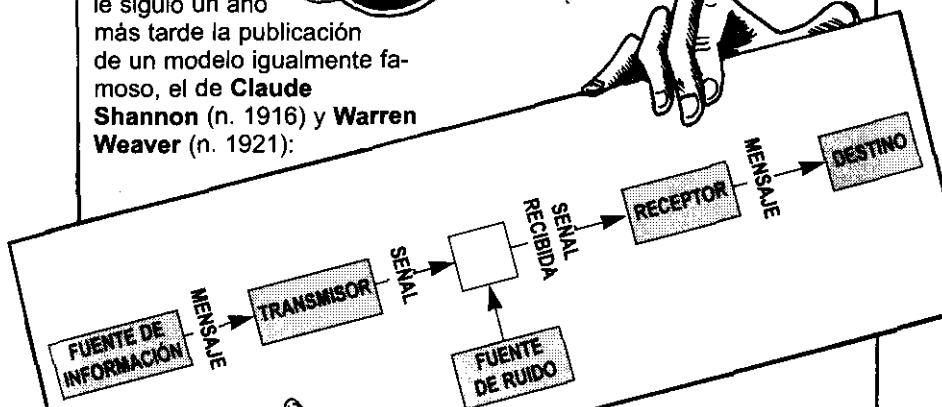 le siguió un año
más tarde la publicación
de un modelo igualmente fa-
moso, el de Claude
Shannon (n. 1916) y Warren
Weaver (n. 1921):
FUENTE DE
INFORMACIÓN
MENSAJE
TRANSMISOR
SEÑAL
FUENTE
DE RUIDO
SEÑAL
RECIBIDA
RECEPTOR
MENSAJE
DESTINO